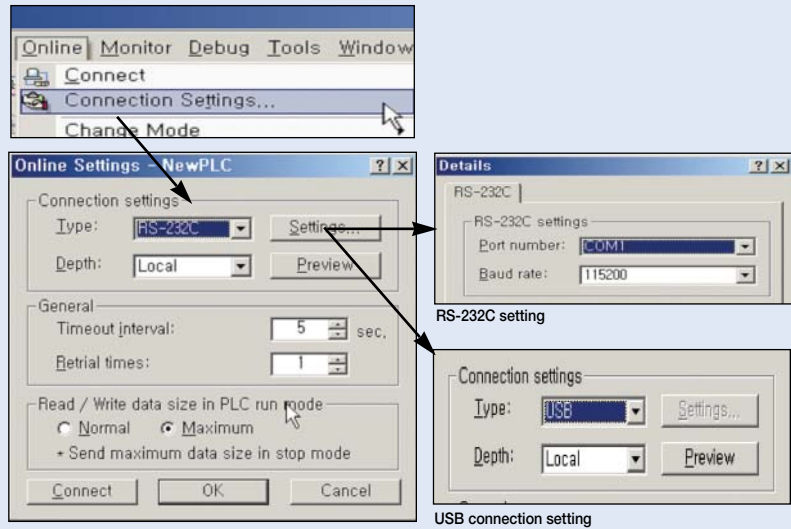 Online Monitor Debug Tools Window
Connect
Connection Settings...
Change Mode
Online Settings - NewPLC
Connection settings
Type: RS-232C Settings...
Depth: Local Preview
General
Timeout interval: 5 sec,
Retrial times: 1
Read / Write data size in PLC run mode
Normal Maximum
* Send maximum data size in stop mode
Connect OK Cancel
Details
RS-232C
RS-232C settings
Port number: COM1
Baud rate: 115200
RS-232C setting
Connection settings
Type: USB Settings...
Depth: Local Preview
USB connection setting